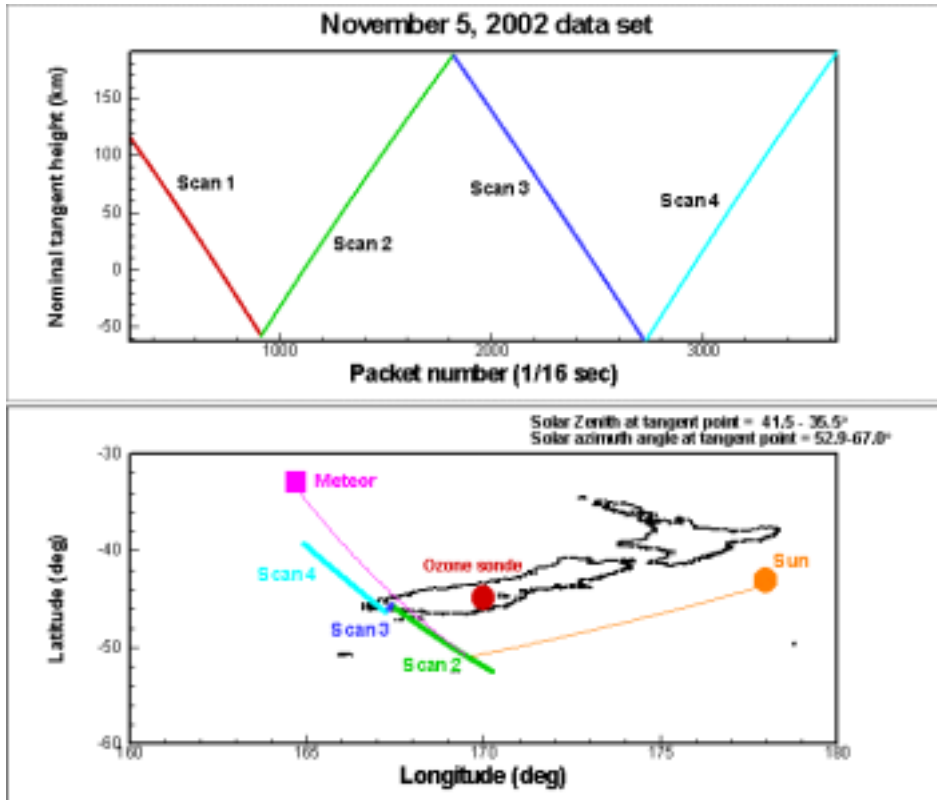 November 5, 2002 data set
Nominal tangent height (km)
150
100
50
0
-50
Scan 1
Scan 2
Scan 3
Scan 4
1000
2000
3000
Packet number (1/16 sec)
Solar Zenith at tangent point = 41.5 - 35.5°
Solar azimuth angle at tangent point = 52.9-67.0°
Latitude (deg)
-30
-40
-50
-60
Meteor
Scan 4
Ozone sonde
Sun
Scan 3
Scan 2
160
165
170
175
180
Longitude (deg)